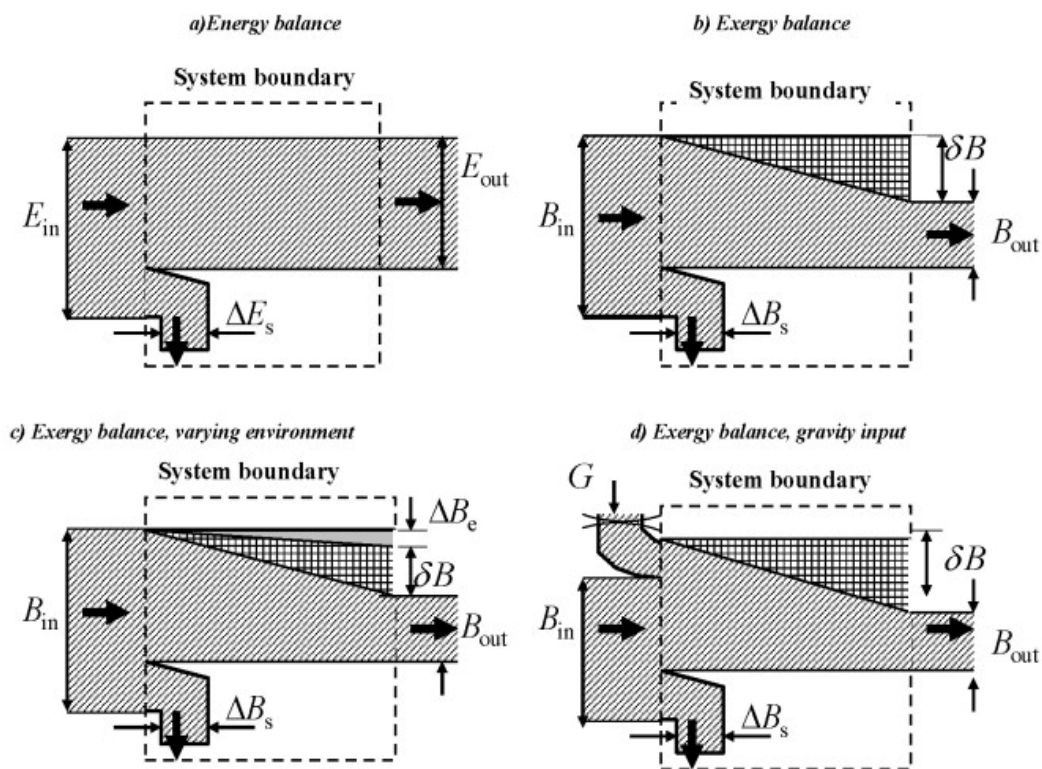 a)Energy balance
System boundary
E_in
E_out
ΔE_s
b) Exergy balance
System boundary
B_in
δB
B_out
ΔB_s
c) Exergy balance, varying environment
System boundary
ΔB_e
δB
B_in
B_out
ΔB_s
d) Exergy balance, gravity input
G
System boundary
δB
B_in
B_out
ΔB_s